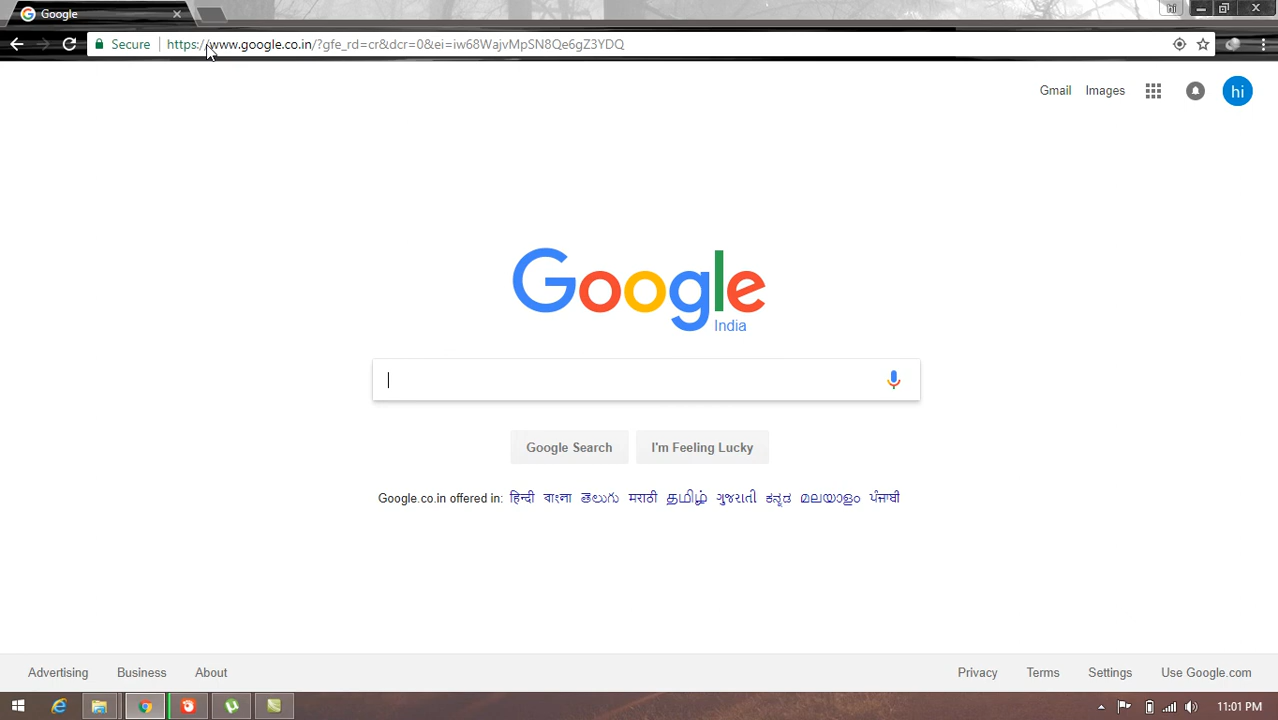 Google
hi
Secure https://www.google.co.in/?gfe_rd=cr&dcr=0&ei=iw68WajvMpSN8Qe6gZ3YDQ
Gmail Images hi
Google
India
Google Search I'm Feeling Lucky
Google.co.in offered in: हिन्दी বাংলা తెలుగు मराठी தமிழ் ગુજરાતી ಕನ್ನಡ മലയാളം ਪੰਜਾਬੀ
Advertising Business About Privacy Terms Settings Use Google.com
11:01 PM